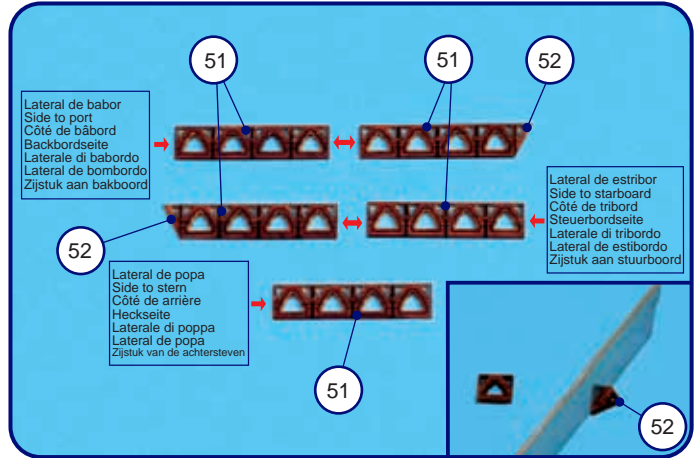 51
51
52
Lateral de babor
Side to port
Côté de bâbord
Backbordseite
Laterale di babordo
Lateral de bombordo
Zijstuk aan bakboord
Lateral de estribor
Side to starboard
Côté de tribord
Steuerbordseite
Laterale di tribordo
Lateral de estibordo
Zijstuk aan stuurboord
52
Lateral de popa
Side to stern
Côté de arrière
Heckseite
Laterale di poppa
Lateral de popa
Zijstuk van de achtersteven
51
52